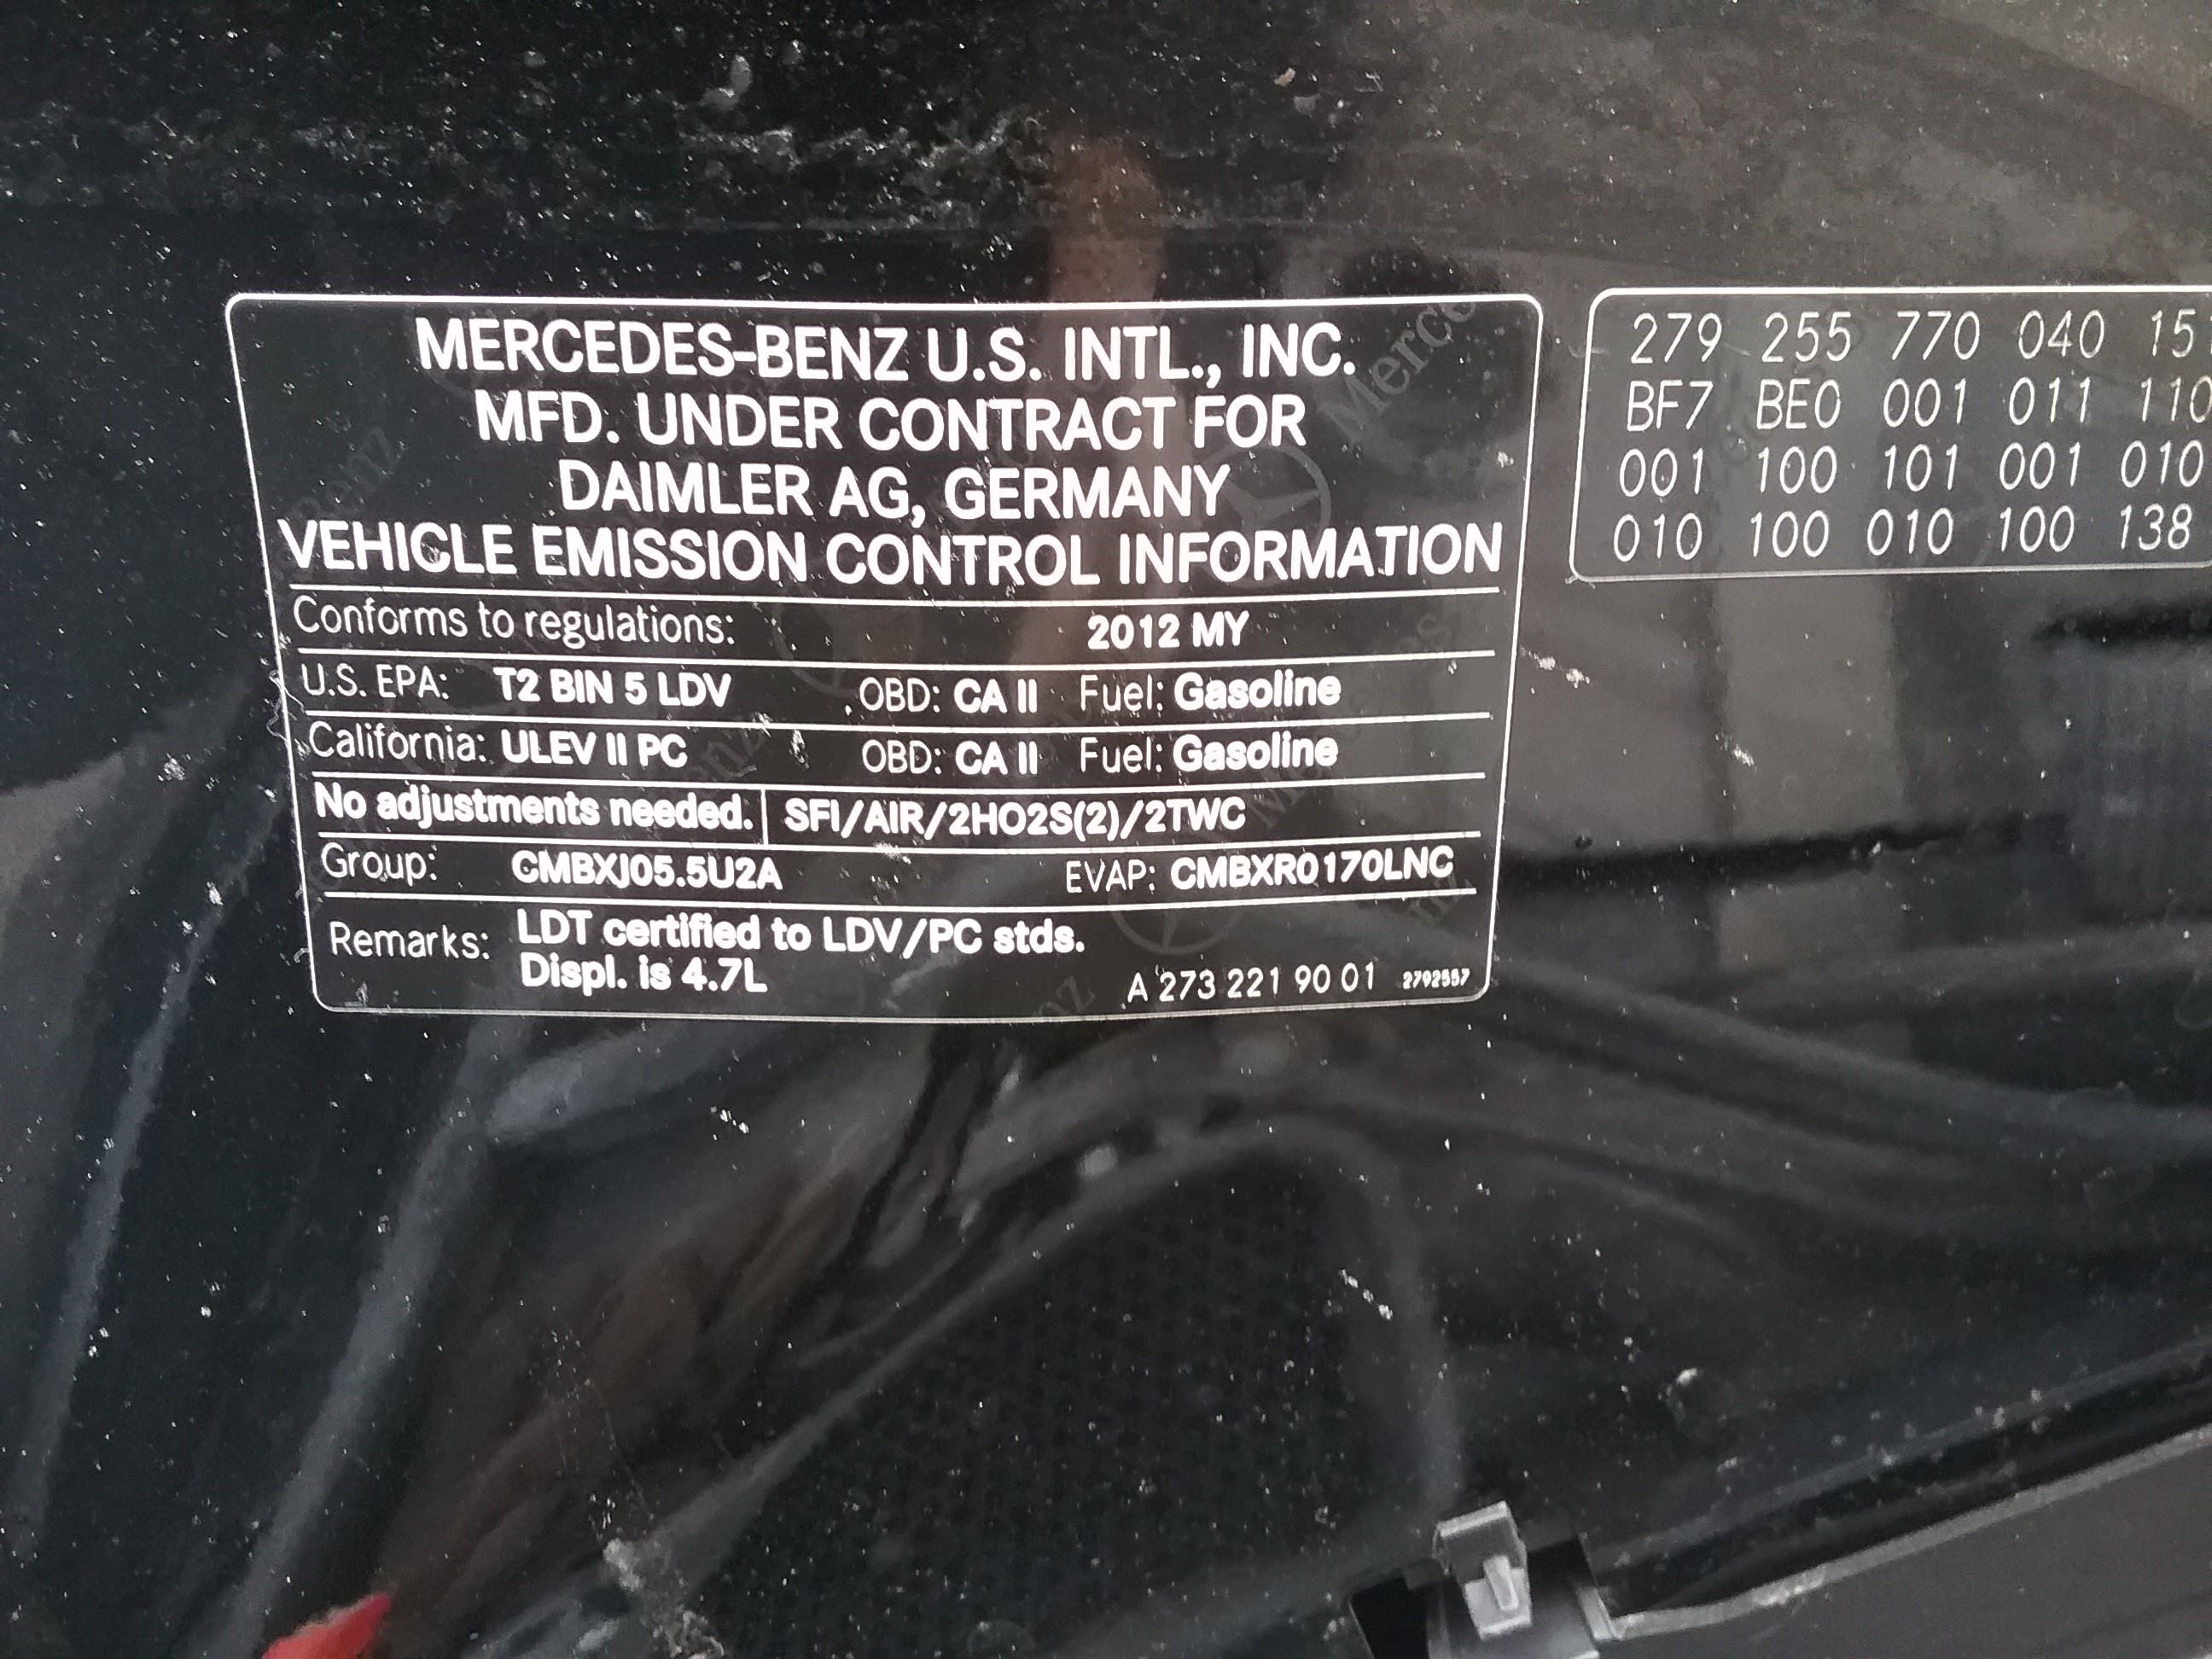 MERCEDES-BENZ U.S. INTL., INC.
MFD. UNDER CONTRACT FOR
DAIMLER AG, GERMANY
VEHICLE EMISSION CONTROL INFORMATION
Conforms to regulations: 2012 MY
U.S. EPA: T2 BIN 5 LDV OBD: CA II Fuel: Gasoline
California: ULEV II PC OBD: CA II Fuel: Gasoline
No adjustments needed. SFI/AIR/2HO2S(2)/2TWC
Group: CMBXJ05.5U2A EVAP: CMBXR0170LNC
Remarks: LDT certified to LDV/PC stds.
Displ. is 4.7L
A 273 221 90 01 2792557
279 255 770 040 15
BF7 BE0 001 011 110
001 100 101 001 010
010 100 010 100 138